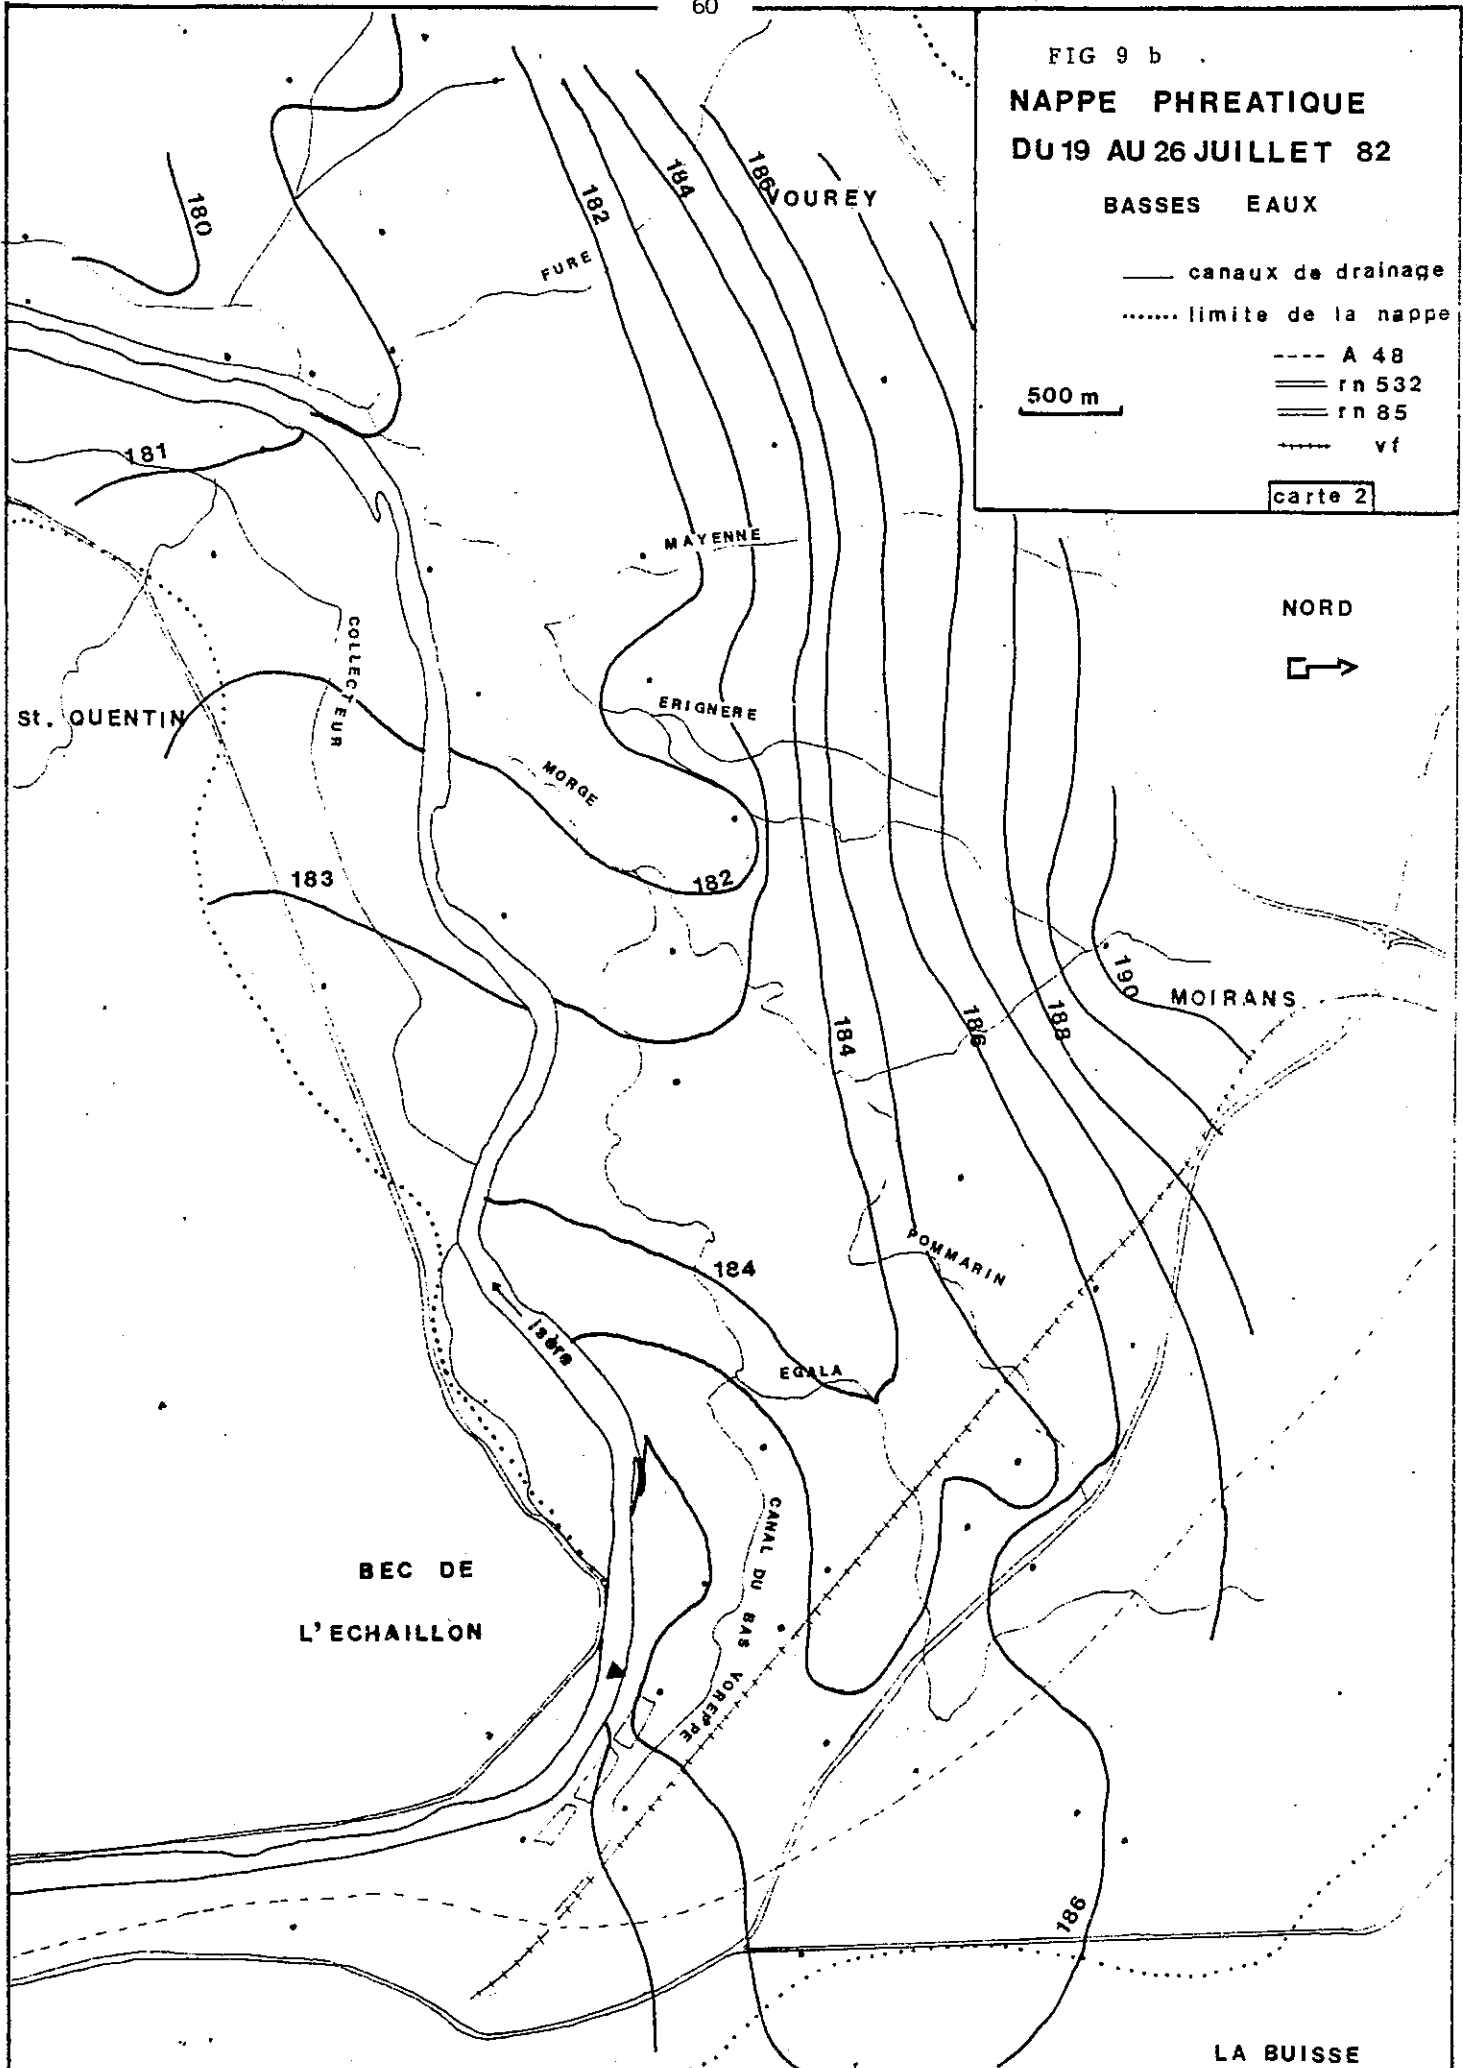 60
FIG 9 b .
NAPPE PHREATIQUE
DU 19 AU 26 JUILLET 82
BASSES EAUX
canaux de drainage
limite de la nappe
A 48
rn 532
rn 85
vf
500 m
carte 2
NORD
180
182
184
186
VOUREY
FURE
181
MAYENNE
COLLECTEUR
St. QUENTIN
ERIGNERE
MORGE
183
182
190
MOIRANS
184
186
188
184
POMMARIN
Isère
EGALA
CANAL DU BAS VOREPPE
BEC DE
L'ECHAILLON
186
LA BUISSE